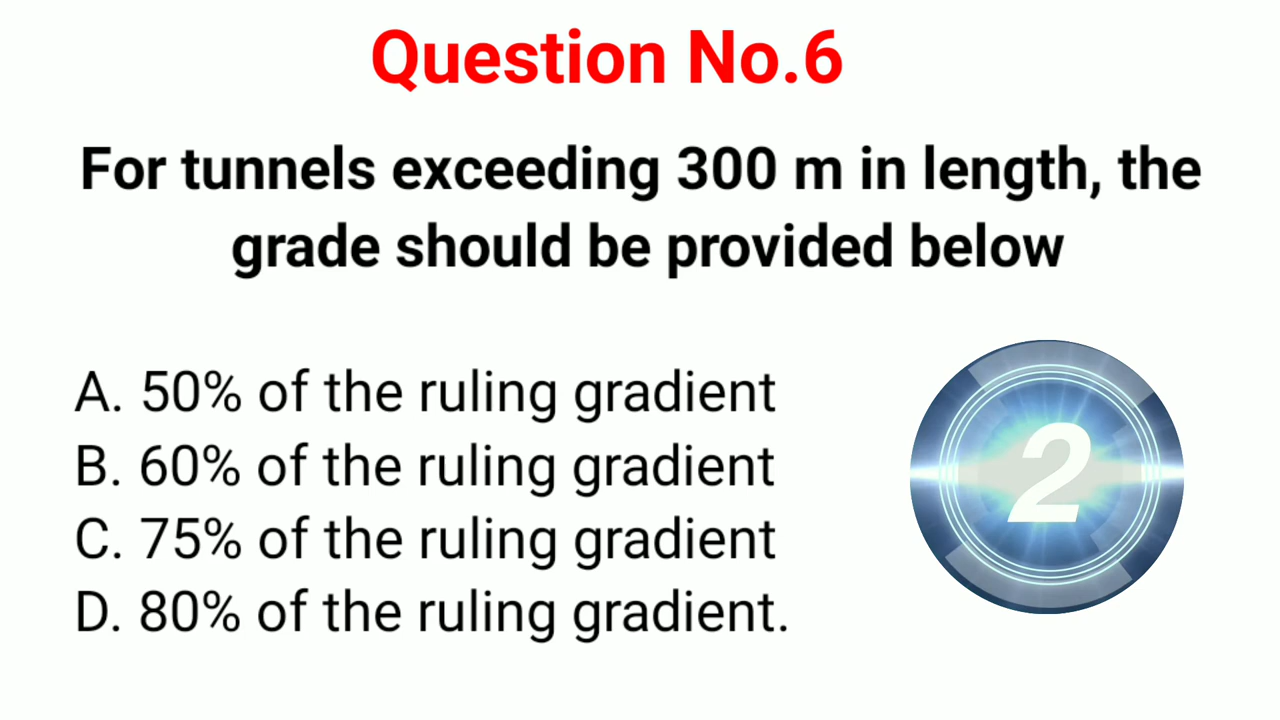 Question No.6
For tunnels exceeding 300 m in length, the
grade should be provided below
A. 50% of the ruling gradient
B. 60% of the ruling gradient
C. 75% of the ruling gradient
D. 80% of the ruling gradient.
2